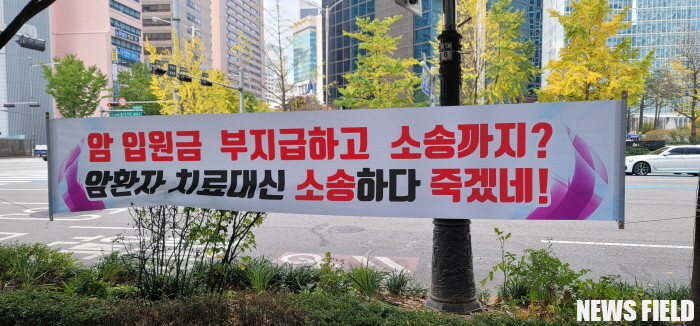 암 입원금 부지급하고 소송까지?
암환자 치료대신 소송하다 죽겠네!
NEWS FIELD